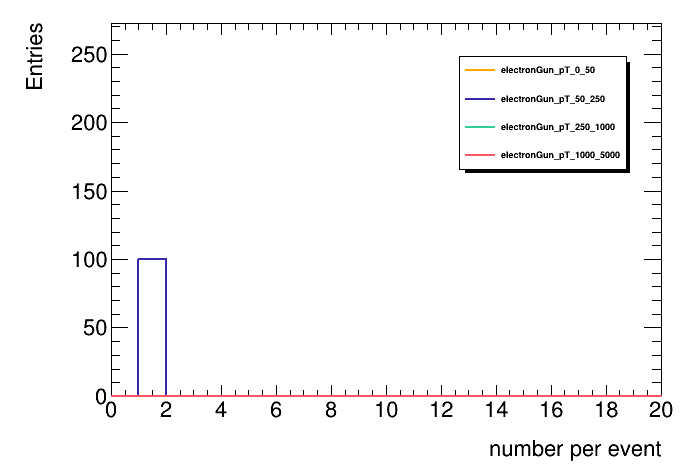 Entries
250
200
150
100
50
0
electronGun_pT_0_50
electronGun_pT_50_250
electronGun_pT_250_1000
electronGun_pT_1000_5000
0 2 4 6 8 10 12 14 16 18 20
number per event